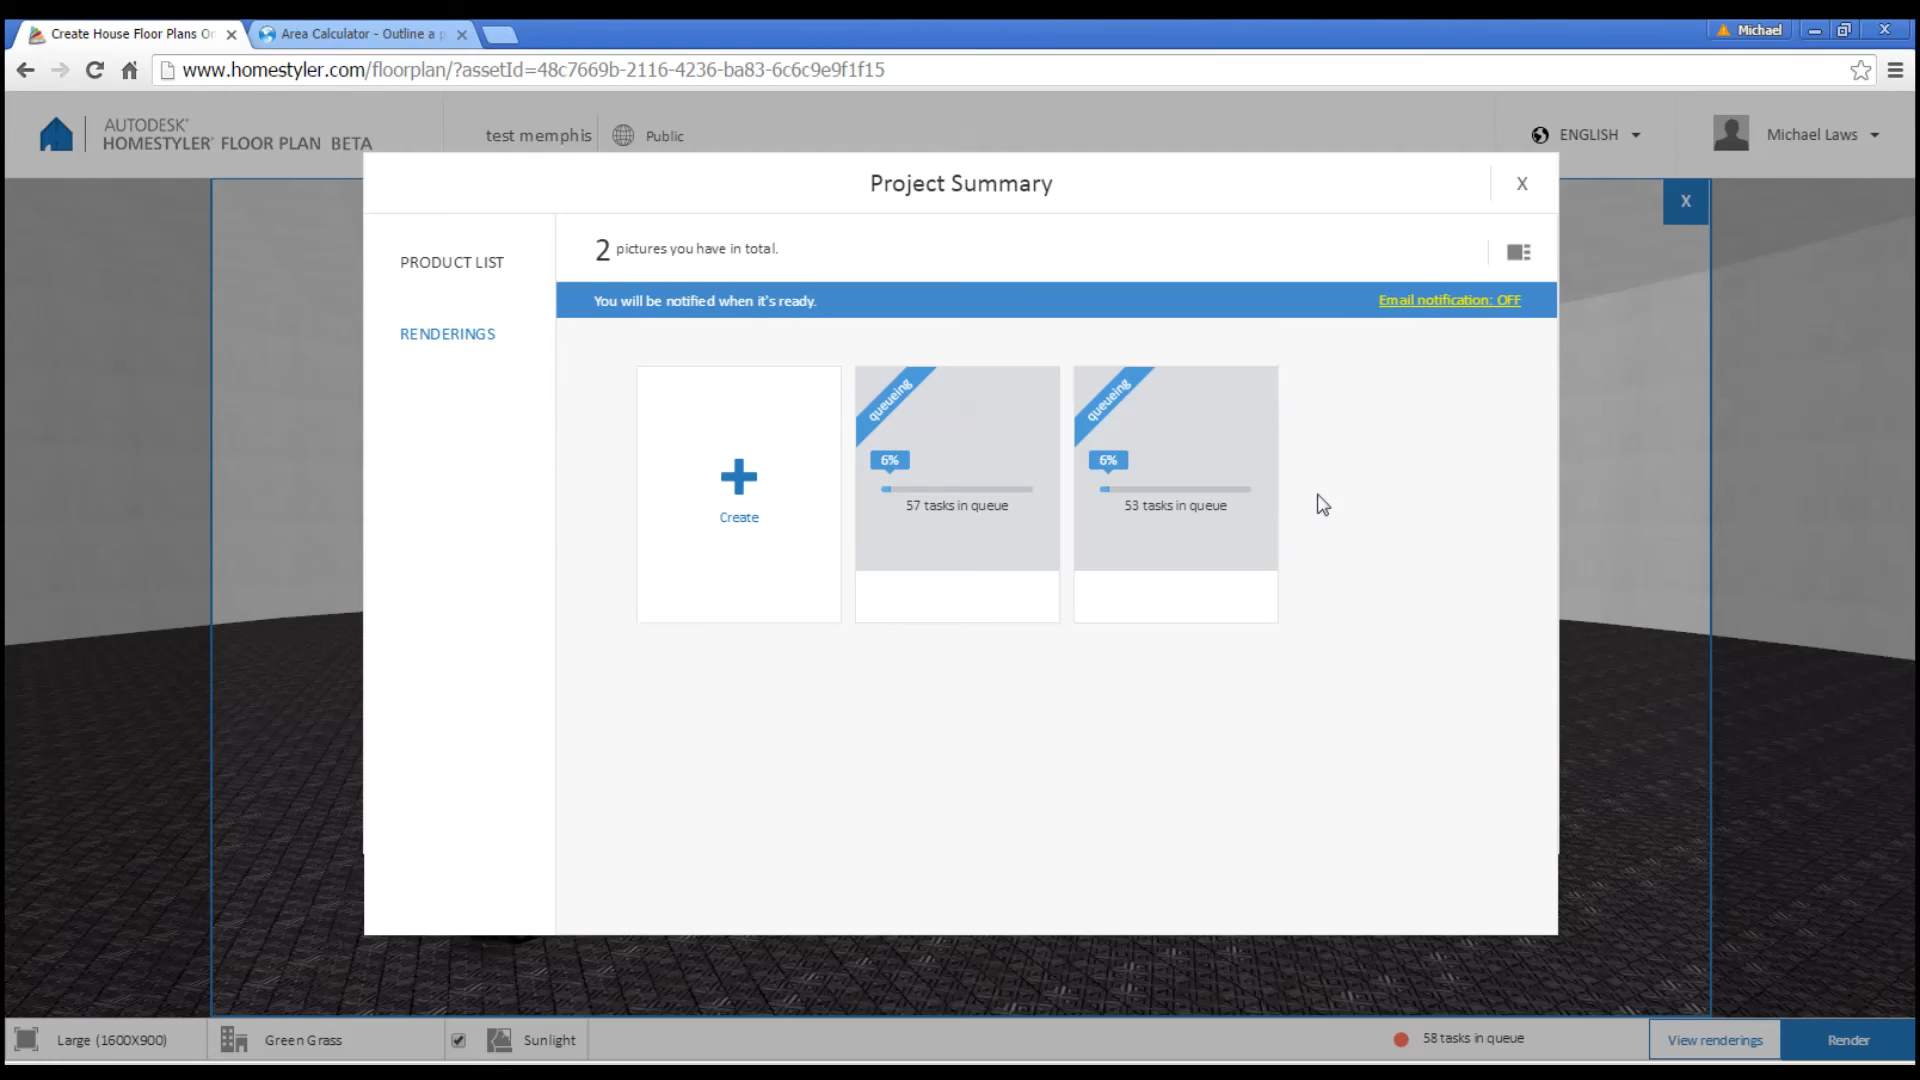 Create House Floor Plans Or
Area Calculator - Outline a p
Michael
www.homestyler.com/floorplan/?assetId=48c7669b-2116-4236-ba83-6c6c9e9f1f15
AUTODESK®
HOMESTYLER® FLOOR PLAN BETA
test memphis
Public
ENGLISH
Michael Laws
Project Summary
X
X
PRODUCT LIST
RENDERINGS
2 pictures you have in total.
You will be notified when it's ready.
Email notification: OFF
Create
queueing
6%
57 tasks in queue
queueing
6%
53 tasks in queue
Large (1600X900)
Green Grass
Sunlight
58 tasks in queue
View renderings
Render